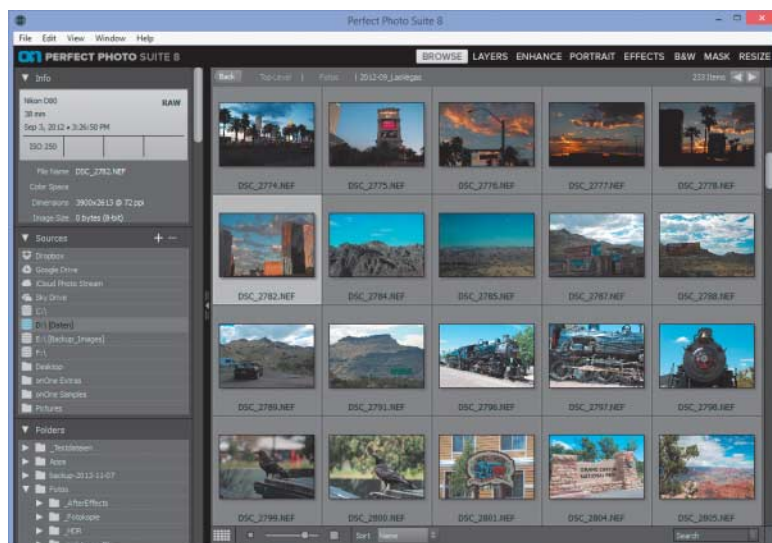 Perfect Photo Suite 8
File Edit View Window Help
on PERFECT PHOTO SUITE 8
BROWSE LAYERS ENHANCE PORTRAIT EFFECTS B&W MASK RESIZE
Info
Nikon D80 RAW
38 mm
Sep 3, 2012 • 3:26:50 PM
ISO 250
File Name DSC_2782.NEF
Color Space
Dimensions 3900x2613 @ 72 ppi
Image Size 0 bytes (8-bit)
Sources + −
Dropbox
Google Drive
iCloud Photo Stream
Sky Drive
C:\
D:\ [Daten]
E:\ [Backup_Images]
F:\
Desktop
onOne Extras
onOne Samples
Pictures
Folders
_Testdateien
Apps
backup-2013-11-07
Fotos
_AfterEffects
_Fotokopie
_HDR
Back Top-Level | Fotos | 2012-09_LasVegas
233 Items
DSC_2774.NEF DSC_2775.NEF DSC_2776.NEF DSC_2777.NEF DSC_2778.NEF
DSC_2782.NEF DSC_2784.NEF DSC_2785.NEF DSC_2787.NEF DSC_2788.NEF
DSC_2789.NEF DSC_2791.NEF DSC_2796.NEF DSC_2797.NEF DSC_2798.NEF
GRAND CANYON
NATIONAL PARK
DSC_2799.NEF DSC_2800.NEF DSC_2801.NEF DSC_2804.NEF DSC_2805.NEF
Sort Name
Search